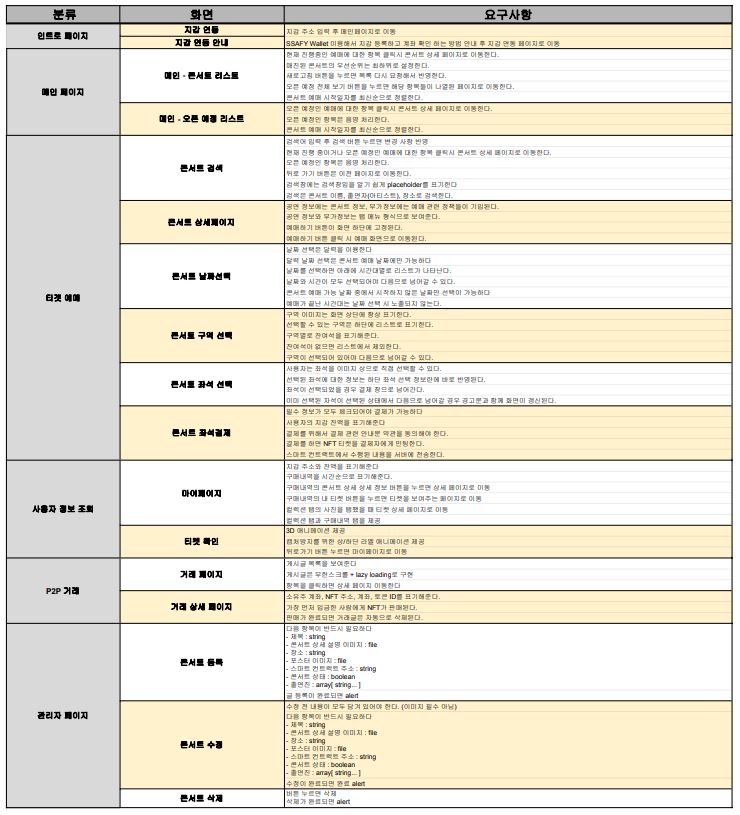 분류 화면 요구사항
인트로 페이지
지갑 연동
지갑 주소 입력 후 메인페이지로 이동
지갑 연동 안내
SSAFY Wallet 이용해서 지갑 등록하고 계좌 확인 하는 방법 안내 후 지갑 연동 페이지로 이동
메인 페이지
메인 - 콘서트 리스트
현재 진행중인 예매에 대한 항목 클릭시 콘서트 상세 페이지로 이동한다.
매진된 콘서트의 우선순위는 최하위로 설정한다.
새로고침 버튼을 누르면 목록 다시 요청해서 반영한다.
오픈 예정 전체 보기 버튼을 누르면 해당 항목들이 나열된 페이지로 이동한다.
콘서트 예매 시작일자를 최신순으로 정렬한다.
메인 - 오픈 예정 리스트
오픈 예정인 예매에 대한 항목 클릭시 콘서트 상세 페이지로 이동한다.
오픈 예정인 항목은 음영 처리한다.
콘서트 예매 시작일자를 최신순으로 정렬한다.
티켓 예매
콘서트 검색
검색어 입력 후 검색 버튼 누르면 변경 사항 반영
현재 진행 중이거나 오픈 예정인 예매에 대한 항목 클릭시 콘서트 상세 페이지로 이동한다.
오픈 예정인 항목은 음영 처리한다.
뒤로 가기 버튼은 이전 페이지로 이동한다.
검색창에는 검색창임을 알기 쉽게 placeholder를 표기한다
검색은 콘서트 이름, 출연자(아티스트), 장소로 검색한다.
콘서트 상세페이지
공연 정보에는 콘서트 정보, 부가정보에는 예매 관련 정책들이 기입된다.
공연 정보와 부가정보는 탭 메뉴 형식으로 보여준다.
예매하기 버튼이 화면 하단에 고정된다.
예매하기 버튼 클릭 시 예매 화면으로 이동된다.
콘서트 날짜선택
날짜 선택은 달력을 이용한다
달력 날짜 선택은 콘서트 예매 날짜에만 가능하다
날짜를 선택하면 아래에 시간대별로 리스트가 나타난다.
날짜와 시간이 모두 선택되어야 다음으로 넘어갈 수 있다.
콘서트 예매 가능 날짜 중에서 시작하지 않은 날짜만 선택이 가능하다
예매가 끝난 시간대는 날짜 선택 시 노출되지 않는다.
콘서트 구역 선택
구역 이미지는 화면 상단에 항상 표기한다.
선택할 수 있는 구역은 하단에 리스트로 표기한다.
구역별로 잔여석을 표기해준다.
잔여석이 없으면 리스트에서 제외한다.
구역이 선택되어 있어야 다음으로 넘어갈 수 있다.
콘서트 좌석 선택
사용자는 좌석을 이미지 상으로 직접 선택할 수 있다.
선택된 좌석에 대한 정보는 하단 좌석 선택 정보란에 바로 반영된다.
좌석이 선택되었을 경우 결제 창으로 넘어간다.
이미 선택된 자석이 선택된 상태에서 다음으로 넘어갈 경우 경고문과 함께 화면이 갱신된다.
콘서트 좌석결제
필수 정보가 모두 체크되어야 결제가 가능하다
사용자의 지갑 잔액을 표기해준다
결제를 위해서 결제 관련 안내문 약관을 동의해야 한다.
결제를 하면 NFT 티켓을 결제자에게 민팅한다.
스마트 컨트랙트에서 수행된 내용을 서버에 전송한다.
사용자 정보 조회
마이페이지
지갑 주소와 잔액을 표기해준다
구매내역을 시간순으로 표기한다.
구매내역의 콘서트 상세 상세 정보 버튼을 누르면 상세 페이지로 이동
구매내역의 내 티켓 버튼을 누르면 티켓을 보여주는 페이지로 이동
컬렉션 탭의 사진을 탭했을 때 티켓 상세 페이지로 이동
컬렉션 탭과 구매내역 탭을 제공
티켓 확인
3D 애니메이션 제공
캡처방지를 위한 상/하단 라벨 애니메이션 제공
뒤로가기 버튼 누르면 마이페이지로 이동
P2P 거래
거래 페이지
게시글 목록을 보여준다
게시글은 무한스크롤 + lazy loading로 구현
항목을 클릭하면 상세 페이지 이동한다
거래 상세 페이지
소유주 계좌, NFT 주소, 계좌, 토큰 ID를 표기해준다.
가장 먼저 입금한 사람에게 NFT가 판매된다.
판매가 완료되면 거래글은 자동으로 삭제된다.
관리자 페이지
콘서트 등록
다음 항목이 반드시 필요하다
- 제목 : string
- 콘서트 상세 설명 이미지 : file
- 장소 : string
- 포스터 이미지 : file
- 스마트 컨트랙트 주소 : string
- 콘서트 상태 : boolean
- 출연진 : array[ string... ]
글 등록이 완료되면 alert
콘서트 수정
수정 전 내용이 모두 담겨 있어야 한다. (이미지 필수 아님)
다음 항목이 반드시 필요하다
- 제목 : string
- 콘서트 상세 설명 이미지 : file
- 장소 : string
- 포스터 이미지 : file
- 스마트 컨트랙트 주소 : string
- 콘서트 상태 : boolean
- 출연진 : array[ string... ]
수정이 완료되면 완료 alert
콘서트 삭제
버튼 누르면 삭제
삭제가 완료되면 alert